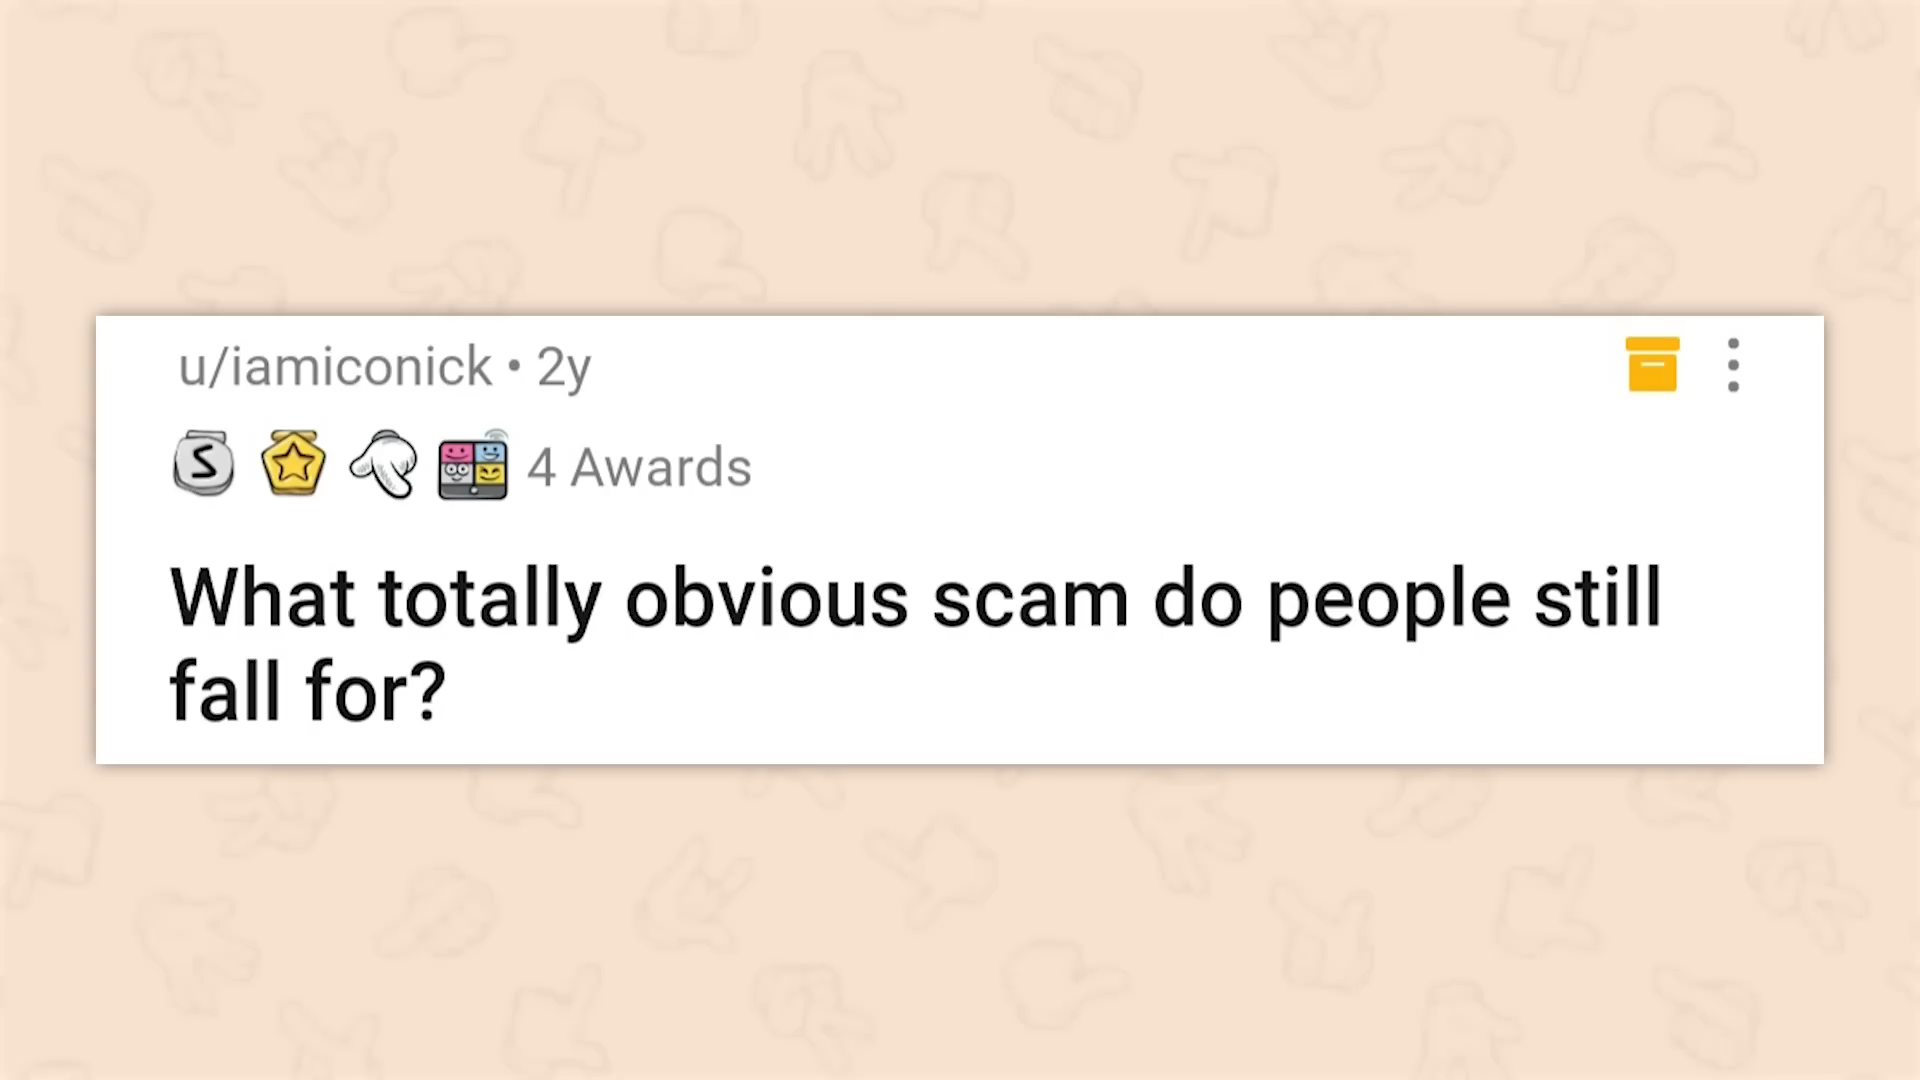 u/iamiconick • 2y
S 4 Awards
What totally obvious scam do people still
fall for?